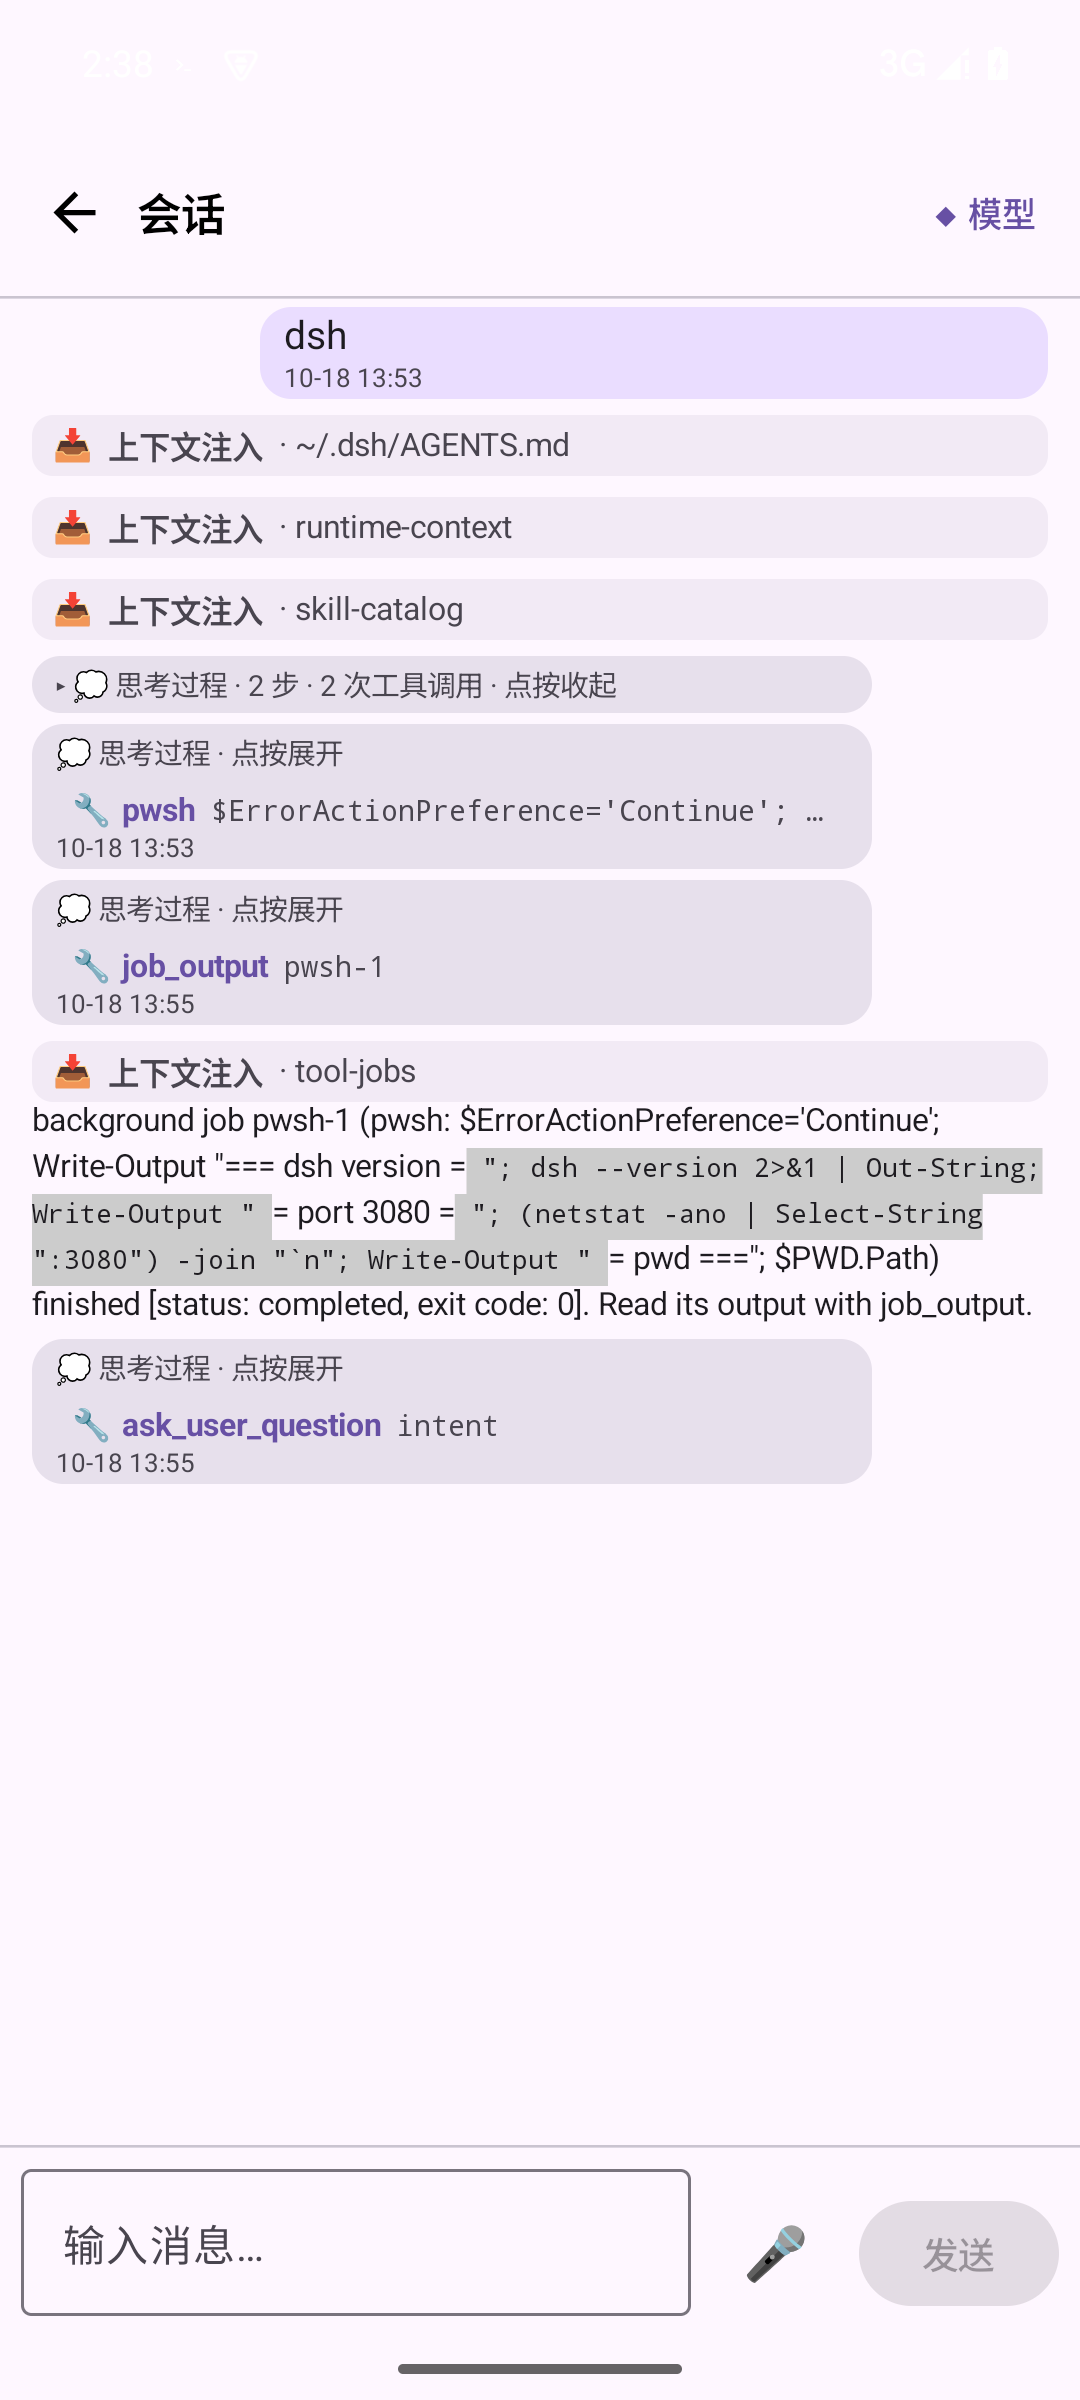 2:38
3G
会话
◆ 模型
dsh
10-18 13:53
上下文注入 · ~/.dsh/AGENTS.md
上下文注入 · runtime-context
上下文注入 · skill-catalog
▸ 💭 思考过程 · 2 步 · 2 次工具调用 · 点按收起
💭 思考过程 · 点按展开
🔧 pwsh $ErrorActionPreference='Continue'; …
10-18 13:53
💭 思考过程 · 点按展开
🔧 job_output pwsh-1
10-18 13:55
上下文注入 · tool-jobs
background job pwsh-1 (pwsh: $ErrorActionPreference='Continue';
Write-Output "=== dsh version = "; dsh --version 2>&1 | Out-String;
Write-Output " = port 3080 = "; (netstat -ano | Select-String
":3080") -join "`n"; Write-Output " = pwd ==="; $PWD.Path)
finished [status: completed, exit code: 0]. Read its output with job_output.
💭 思考过程 · 点按展开
🔧 ask_user_question intent
10-18 13:55
输入消息…
发送